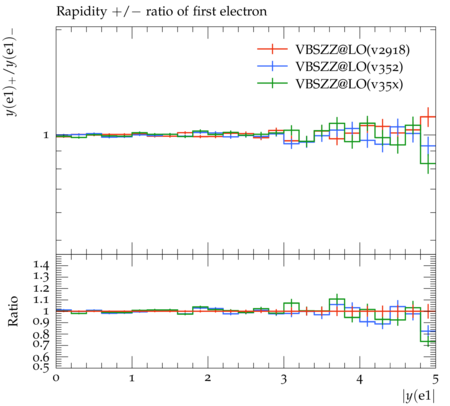 Rapidity +/− ratio of first electron
y(e1)₊/y(e1)₋
VBSZZ@LO(v2918)
VBSZZ@LO(v352)
VBSZZ@LO(v35x)
1
Ratio
1.4
1.3
1.2
1.1
1
0.9
0.8
0.7
0.6
0.5
0 1 2 3 4 5
|y(e1|